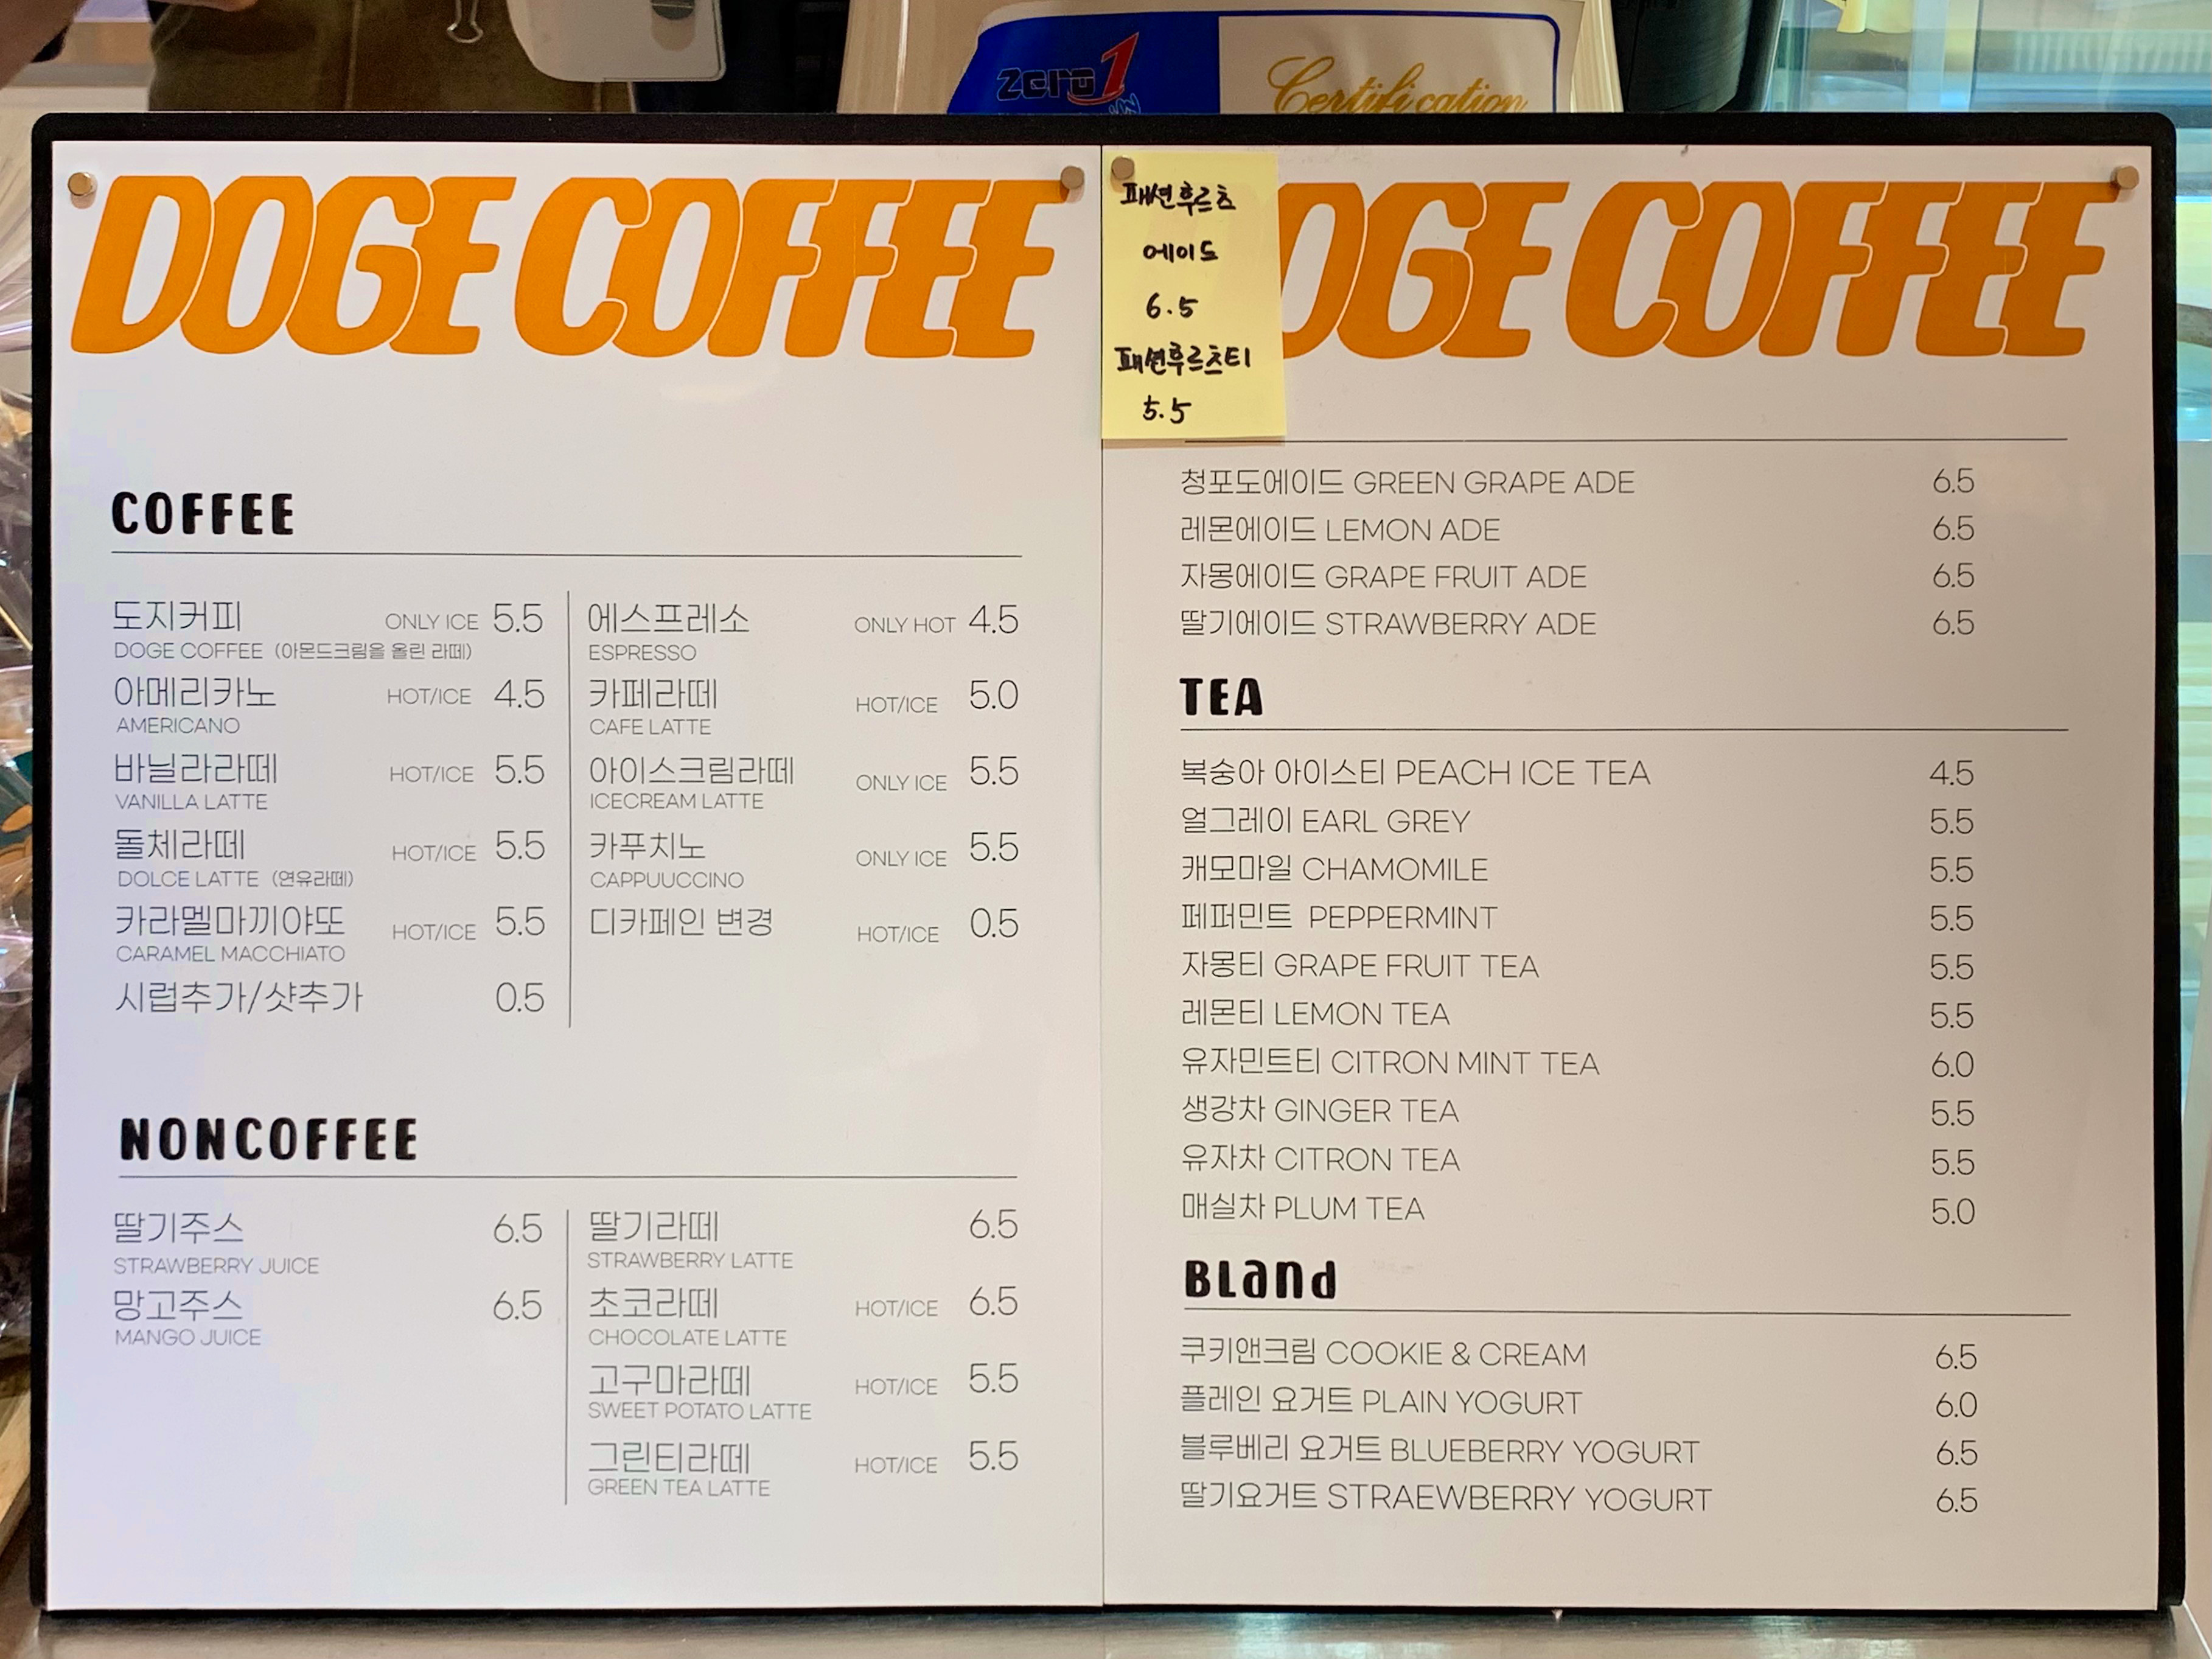 zero1
Certification
DOGE COFFEE
COFFEE
도지커피 ONLY ICE 5.5
DOGE COFFEE (아몬드크림을 올린 라떼)
아메리카노 HOT/ICE 4.5
AMERICANO
바닐라라떼 HOT/ICE 5.5
VANILLA LATTE
돌체라떼 HOT/ICE 5.5
DOLCE LATTE (연유라떼)
카라멜마끼야또 HOT/ICE 5.5
CARAMEL MACCHIATO
시럽추가/샷추가 0.5
에스프레소 ONLY HOT 4.5
ESPRESSO
카페라떼 HOT/ICE 5.0
CAFE LATTE
아이스크림라떼 ONLY ICE 5.5
ICECREAM LATTE
카푸치노 ONLY ICE 5.5
CAPPUUCCINO
디카페인 변경 HOT/ICE 0.5
NONCOFFEE
딸기주스 6.5
STRAWBERRY JUICE
망고주스 6.5
MANGO JUICE
딸기라떼 6.5
STRAWBERRY LATTE
초코라떼 HOT/ICE 6.5
CHOCOLATE LATTE
고구마라떼 HOT/ICE 5.5
SWEET POTATO LATTE
그린티라떼 HOT/ICE 5.5
GREEN TEA LATTE
패션후르츠
에이드
6.5
패션후르츠티
5.5
OGE COFFEE
청포도에이드 GREEN GRAPE ADE 6.5
레몬에이드 LEMON ADE 6.5
자몽에이드 GRAPE FRUIT ADE 6.5
딸기에이드 STRAWBERRY ADE 6.5
TEA
복숭아 아이스티 PEACH ICE TEA 4.5
얼그레이 EARL GREY 5.5
캐모마일 CHAMOMILE 5.5
페퍼민트 PEPPERMINT 5.5
자몽티 GRAPE FRUIT TEA 5.5
레몬티 LEMON TEA 5.5
유자민트티 CITRON MINT TEA 6.0
생강차 GINGER TEA 5.5
유자차 CITRON TEA 5.5
매실차 PLUM TEA 5.0
BLand
쿠키앤크림 COOKIE & CREAM 6.5
플레인 요거트 PLAIN YOGURT 6.0
블루베리 요거트 BLUEBERRY YOGURT 6.5
딸기요거트 STRAEWBERRY YOGURT 6.5